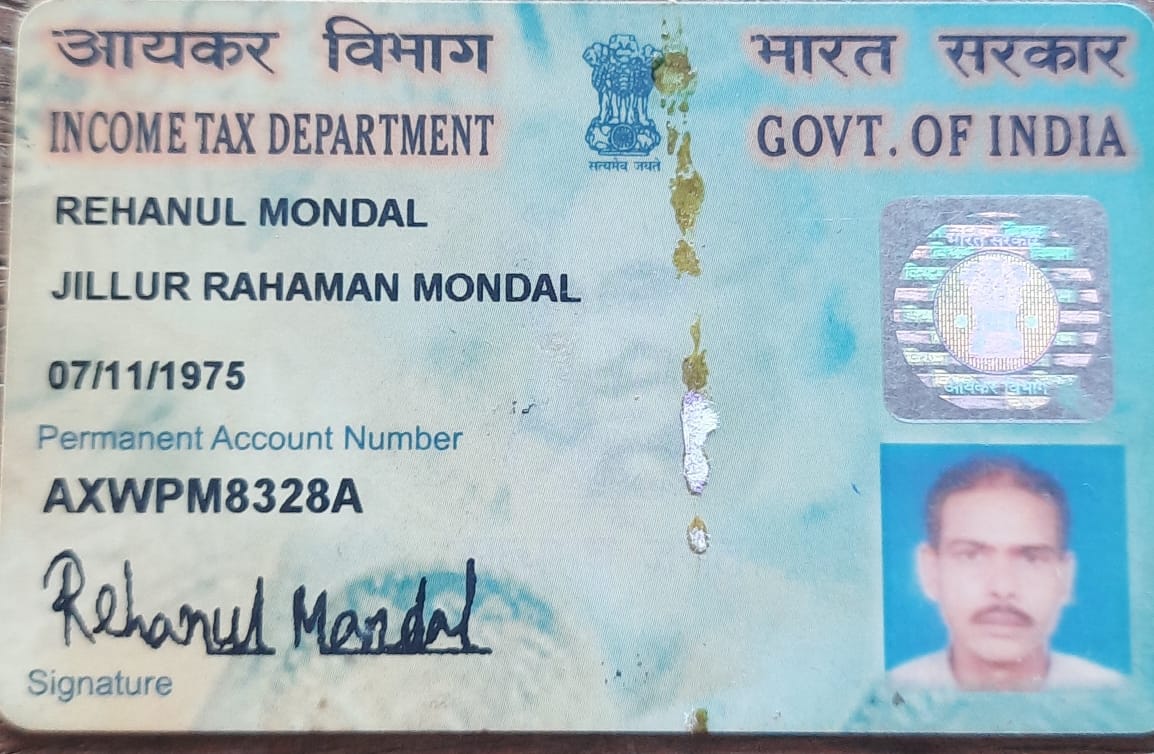 आयकर विभाग
भारत सरकार
INCOME TAX DEPARTMENT
GOVT. OF INDIA
सत्यमेव जयते
REHANUL MONDAL
JILLUR RAHAMAN MONDAL
07/11/1975
Permanent Account Number
AXWPM8328A
Rehanul Mondal
Signature
भारत सरकार
आयकर विभाग